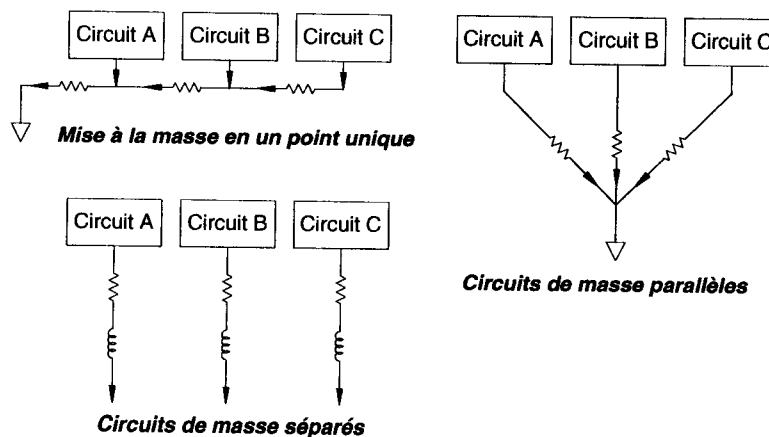 Circuit A
Circuit B
Circuit C
Mise à la masse en un point unique
Circuit A
Circuit B
Circuit C
Circuits de masse parallèles
Circuit A
Circuit B
Circuit C
Circuits de masse séparés